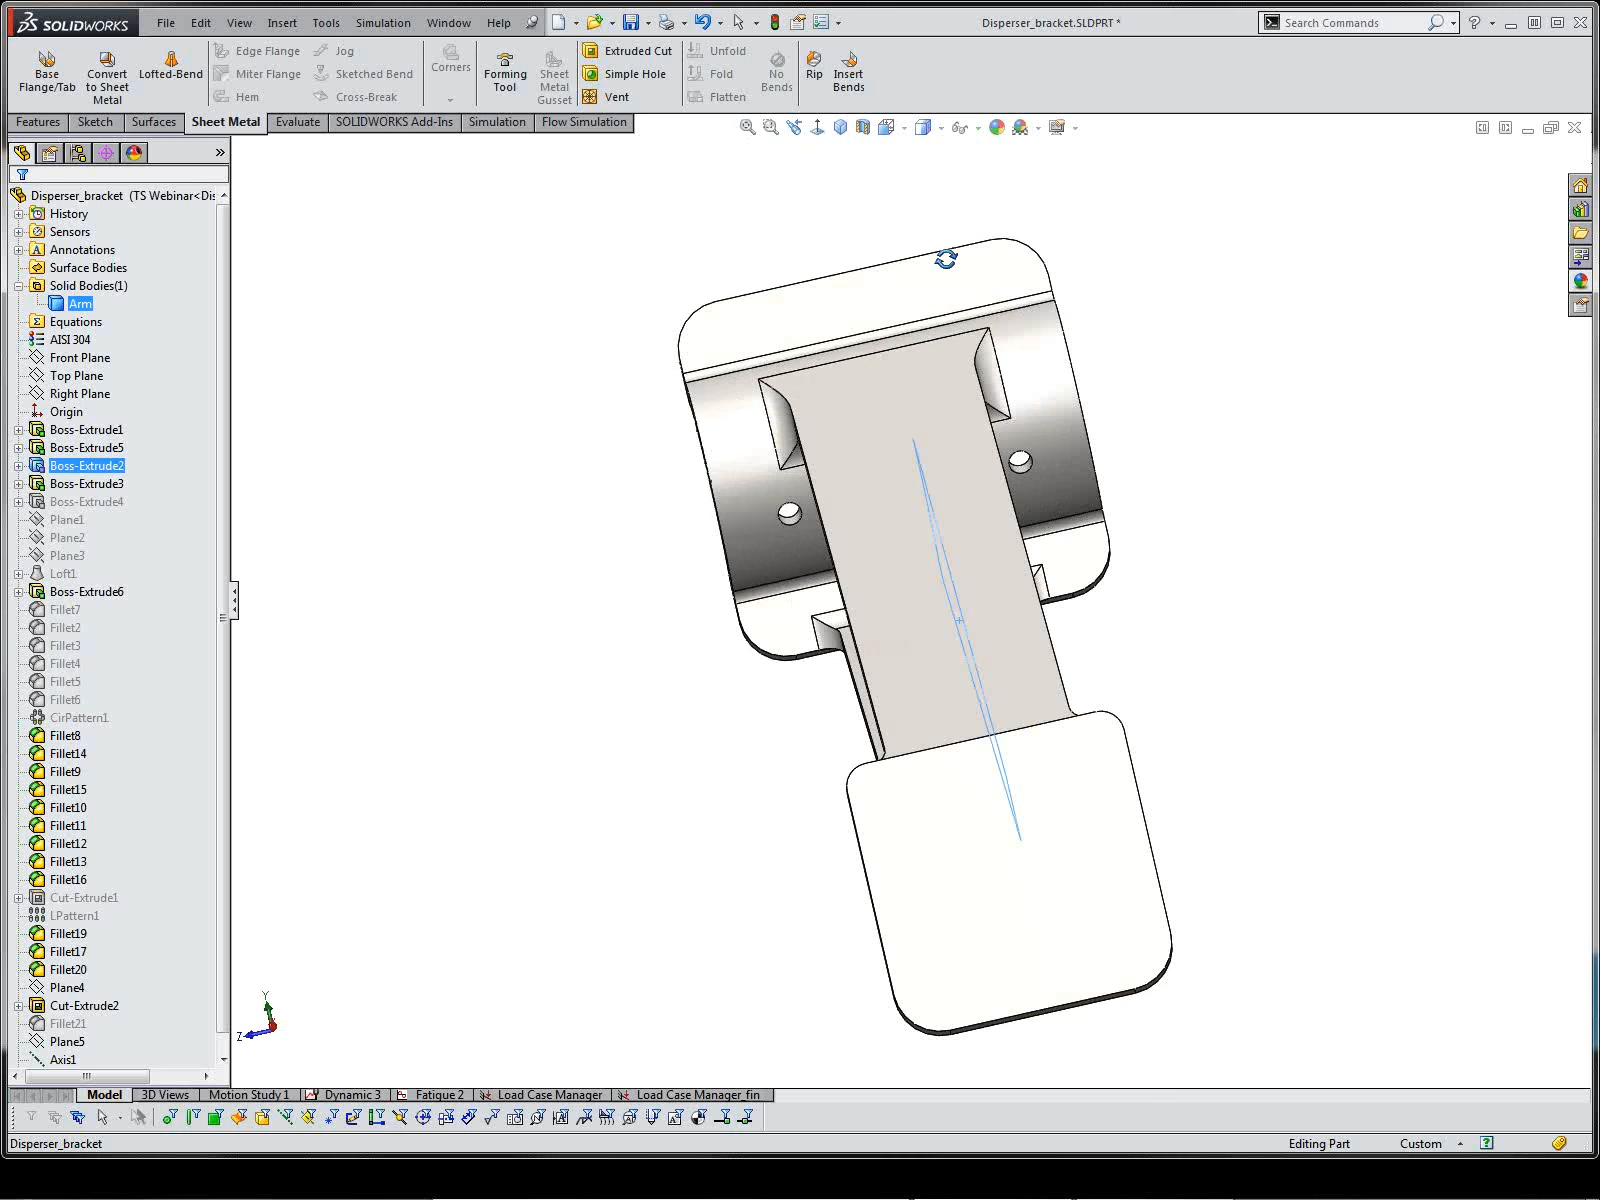 SOLIDWORKS File Edit View Insert Tools Simulation Window Help Disperser_bracket.SLDPRT * Search Commands
Base Flange/Tab
Convert to Sheet Metal
Lofted-Bend
Edge Flange
Miter Flange
Hem
Jog
Sketched Bend
Cross-Break
Corners
Forming Tool
Sheet Metal Gusset
Extruded Cut
Simple Hole
Vent
Unfold
Fold
Flatten
No Bends
Rip
Insert Bends
Features Sketch Surfaces Sheet Metal Evaluate SOLIDWORKS Add-Ins Simulation Flow Simulation
Disperser_bracket (TS Webinar<Dis
History
Sensors
Annotations
Surface Bodies
Solid Bodies(1)
Arm
Equations
AISI 304
Front Plane
Top Plane
Right Plane
Origin
Boss-Extrude1
Boss-Extrude5
Boss-Extrude2
Boss-Extrude3
Boss-Extrude4
Plane1
Plane2
Plane3
Loft1
Boss-Extrude6
Fillet7
Fillet2
Fillet3
Fillet4
Fillet5
Fillet6
CirPattern1
Fillet8
Fillet14
Fillet9
Fillet15
Fillet10
Fillet11
Fillet12
Fillet13
Fillet16
Cut-Extrude1
LPattern1
Fillet19
Fillet17
Fillet20
Plane4
Cut-Extrude2
Fillet21
Plane5
Axis1
Y
Z
Model 3D Views Motion Study 1 Dynamic 3 Fatigue 2 Load Case Manager Load Case Manager_fin
Disperser_bracket Editing Part Custom